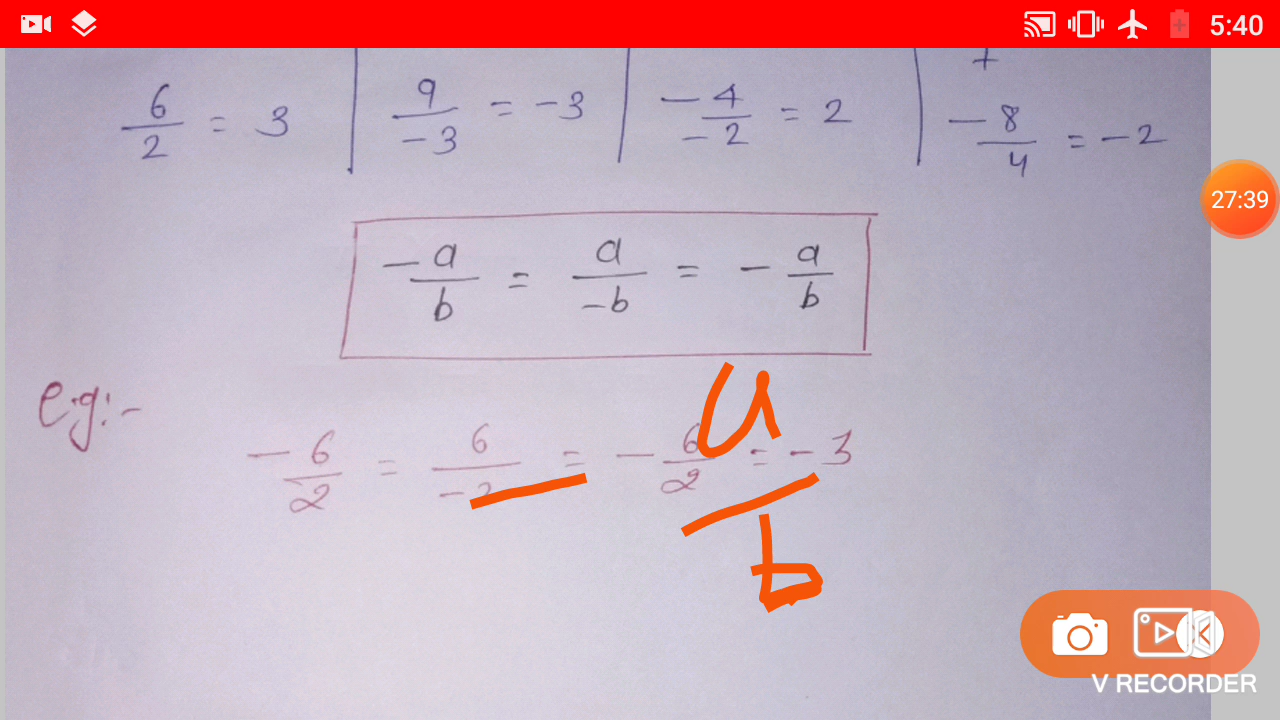 5:40
+
6/2 = 3 | 9/-3 = -3 | -4/-2 = 2 | -8/4 = -2
27:39
-a/b = a/-b = -a/b
e.g:-
-6/2 = 6/-2 = -6/2 = -3
a/b
V RECORDER